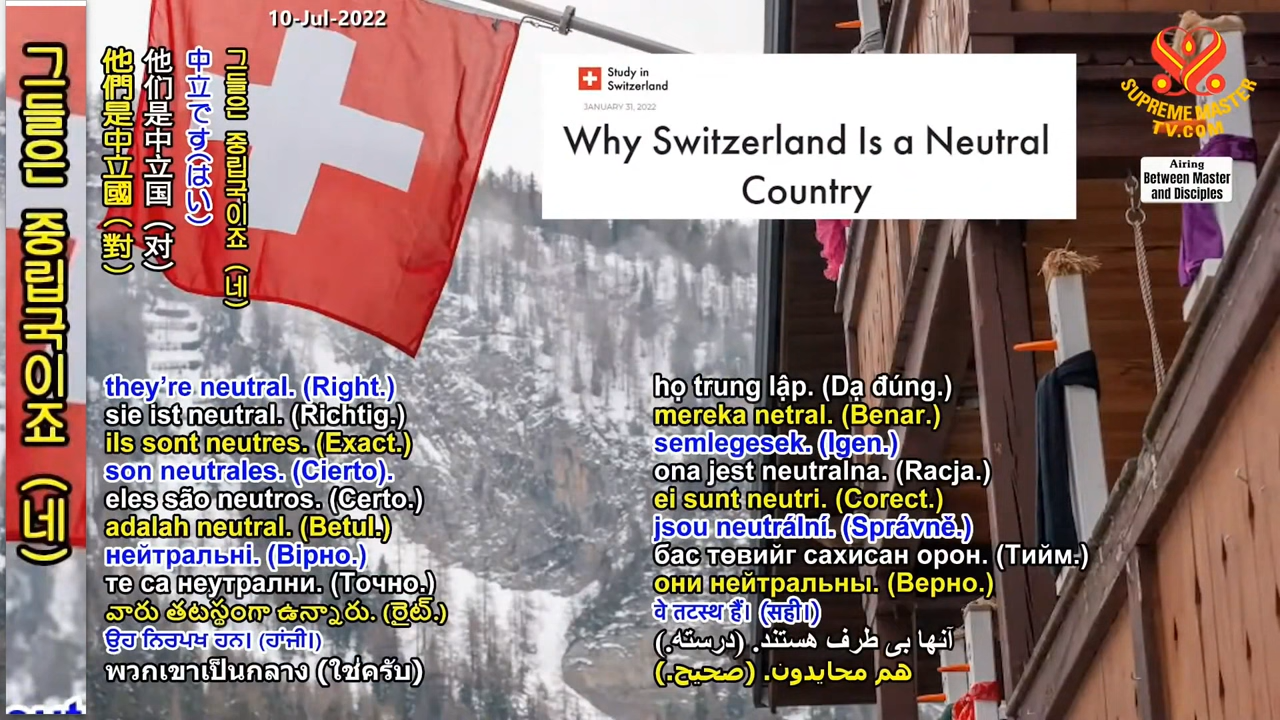 10-Jul-2022
그들은 중립국이죠 (네)
他們是中立國 (對)
他们是中立国 (对)
中立です(はい)
그들은 중립국이죠 (네)
Study in
Switzerland
JANUARY 31, 2022
Why Switzerland Is a Neutral
Country
SUPREME MASTER
TV.COM
Airing
Between Master
and Disciples
they're neutral. (Right.)
sie ist neutral. (Richtig.)
ils sont neutres. (Exact.)
son neutrales. (Cierto).
eles são neutros. (Certo.)
adalah neutral. (Betul.)
нейтральні. (Вірно.)
те са неутрални. (Точно.)
వారు తటస్థంగా ఉన్నారు. (రైట్.)
ਉਹ ਨਿਰਪਖ ਹਨ। (ਹਾਂਜੀ।)
พวกเขาเป็นกลาง (ใช่ครับ)
họ trung lập. (Dạ đúng.)
mereka netral. (Benar.)
semlegesek. (Igen.)
ona jest neutralna. (Racja.)
ei sunt neutri. (Corect.)
jsou neutrální. (Správně.)
бас төвийг сахисан орон. (Тийм.)
они нейтральны. (Верно.)
वे तटस्थ हैं। (सही।)
آنها بی طرف هستند. (درسته.)
هم محايدون. (صحيح.)